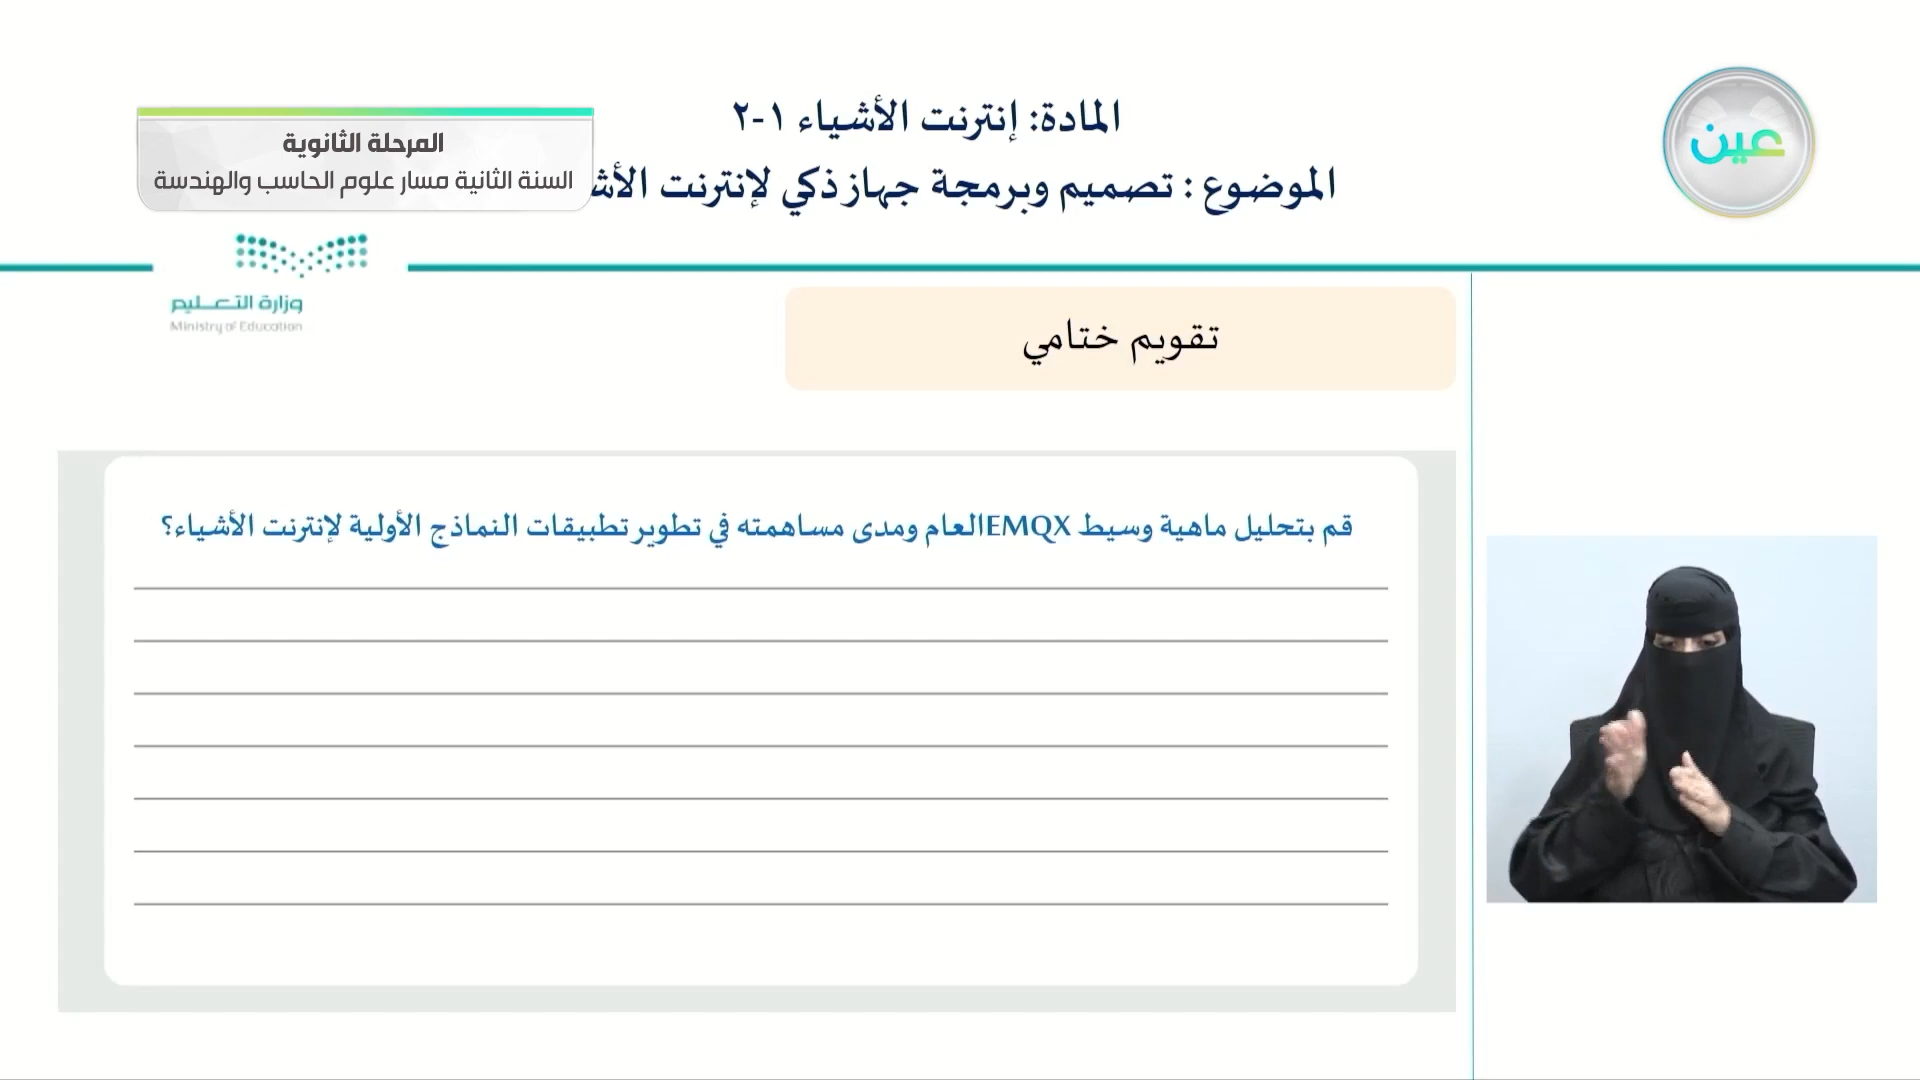 المادة: إنترنت الأشياء ١-٢
عين
المرحلة الثانوية
السنة الثانية مسار علوم الحاسب والهندسة
الموضوع : تصميم وبرمجة جهاز ذكي لإنترنت
وزارة التعليم
Ministry of Education
تقويم ختامي
قم بتحليل ماهية وسيط EMQX العام ومدى مساهمته في تطوير تطبيقات النماذج الأولية لإنترنت الأشياء؟